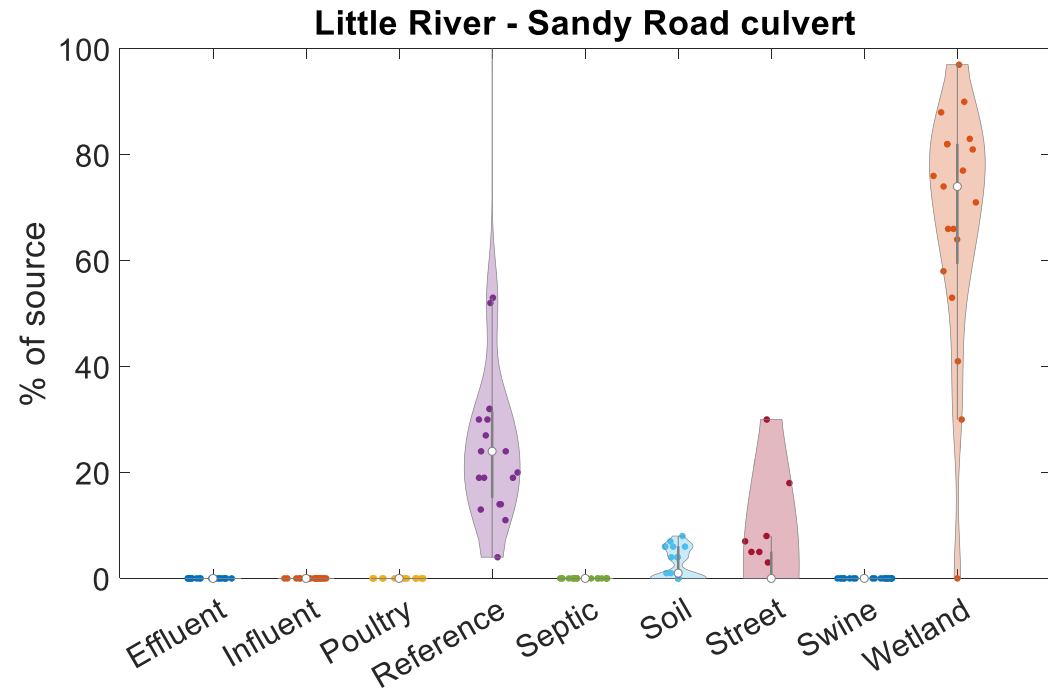 Little River - Sandy Road culvert
% of source
100
80
60
40
20
0
Effluent
Influent
Poultry
Reference
Septic
Soil
Street
Swine
Wetland